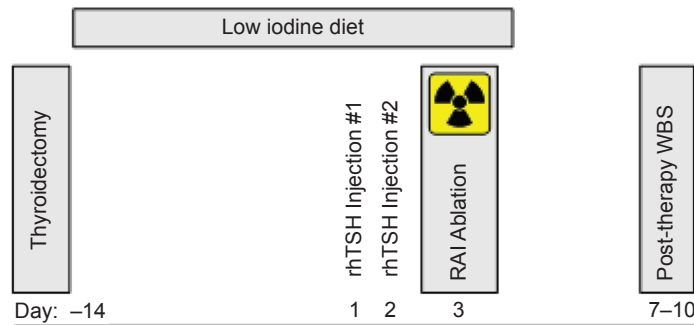 Low iodine diet
Thyroidectomy
rhTSH Injection #1
rhTSH Injection #2
RAI Ablation
Post-therapy WBS
Day: –14 1 2 3 7–10